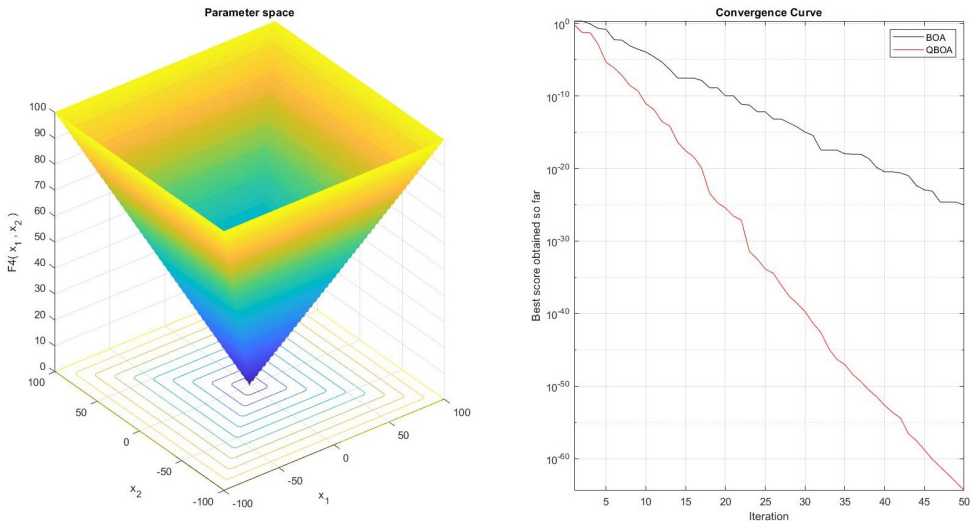 Parameter space
F4( x1 , x2 )
100
90
80
70
60
50
40
30
20
10
0
100
50
0
-50
-100
x2
-100
-50
0
50
100
x1
Convergence Curve
BOA
QBOA
Best score obtained so far
10^0
10^-10
10^-20
10^-30
10^-40
10^-50
10^-60
5 10 15 20 25 30 35 40 45 50
Iteration